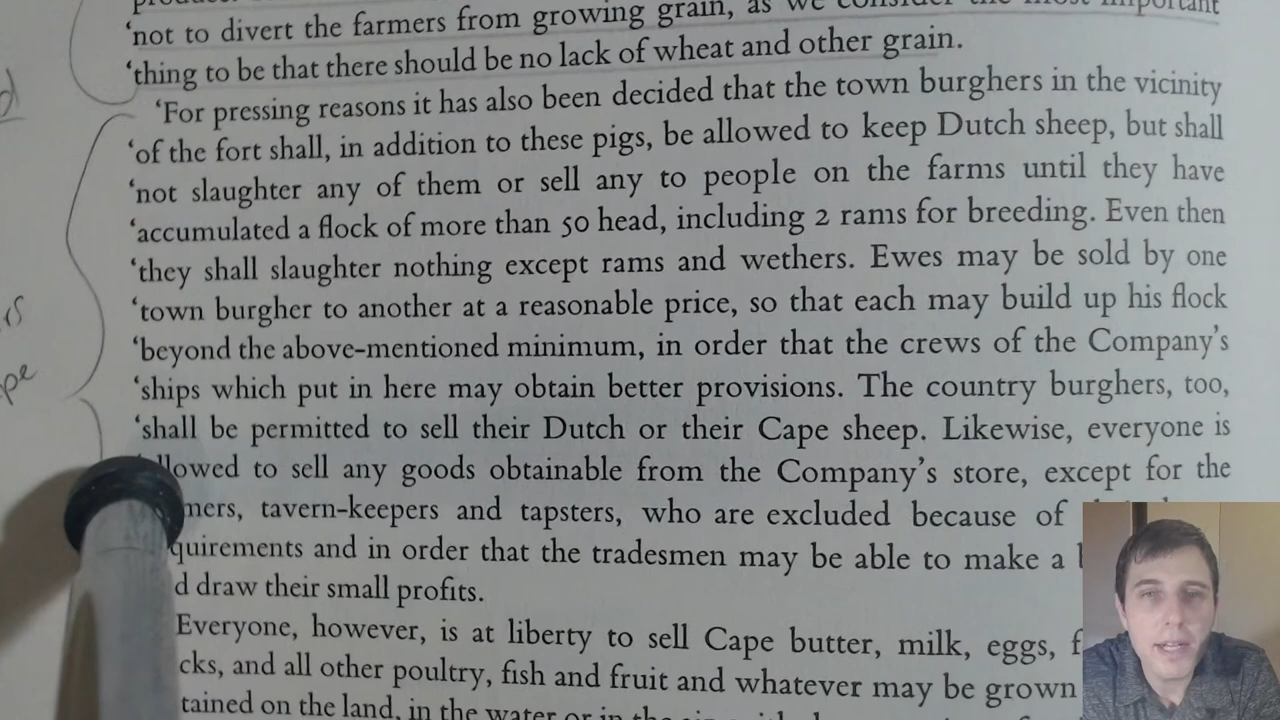 ‘not to divert the farmers from growing grain, as we consider the most important
‘thing to be that there should be no lack of wheat and other grain.
‘For pressing reasons it has also been decided that the town burghers in the vicinity
‘of the fort shall, in addition to these pigs, be allowed to keep Dutch sheep, but shall
‘not slaughter any of them or sell any to people on the farms until they have
‘accumulated a flock of more than 50 head, including 2 rams for breeding. Even then
‘they shall slaughter nothing except rams and wethers. Ewes may be sold by one
‘town burgher to another at a reasonable price, so that each may build up his flock
‘beyond the above-mentioned minimum, in order that the crews of the Company’s
‘ships which put in here may obtain better provisions. The country burghers, too,
‘shall be permitted to sell their Dutch or their Cape sheep. Likewise, everyone is
llowed to sell any goods obtainable from the Company’s store, except for the
ners, tavern-keepers and tapsters, who are excluded because of
quirements and in order that the tradesmen may be able to make a
d draw their small profits.
Everyone, however, is at liberty to sell Cape butter, milk, eggs,
cks, and all other poultry, fish and fruit and whatever may be grown
tained on the land, in the water or in the